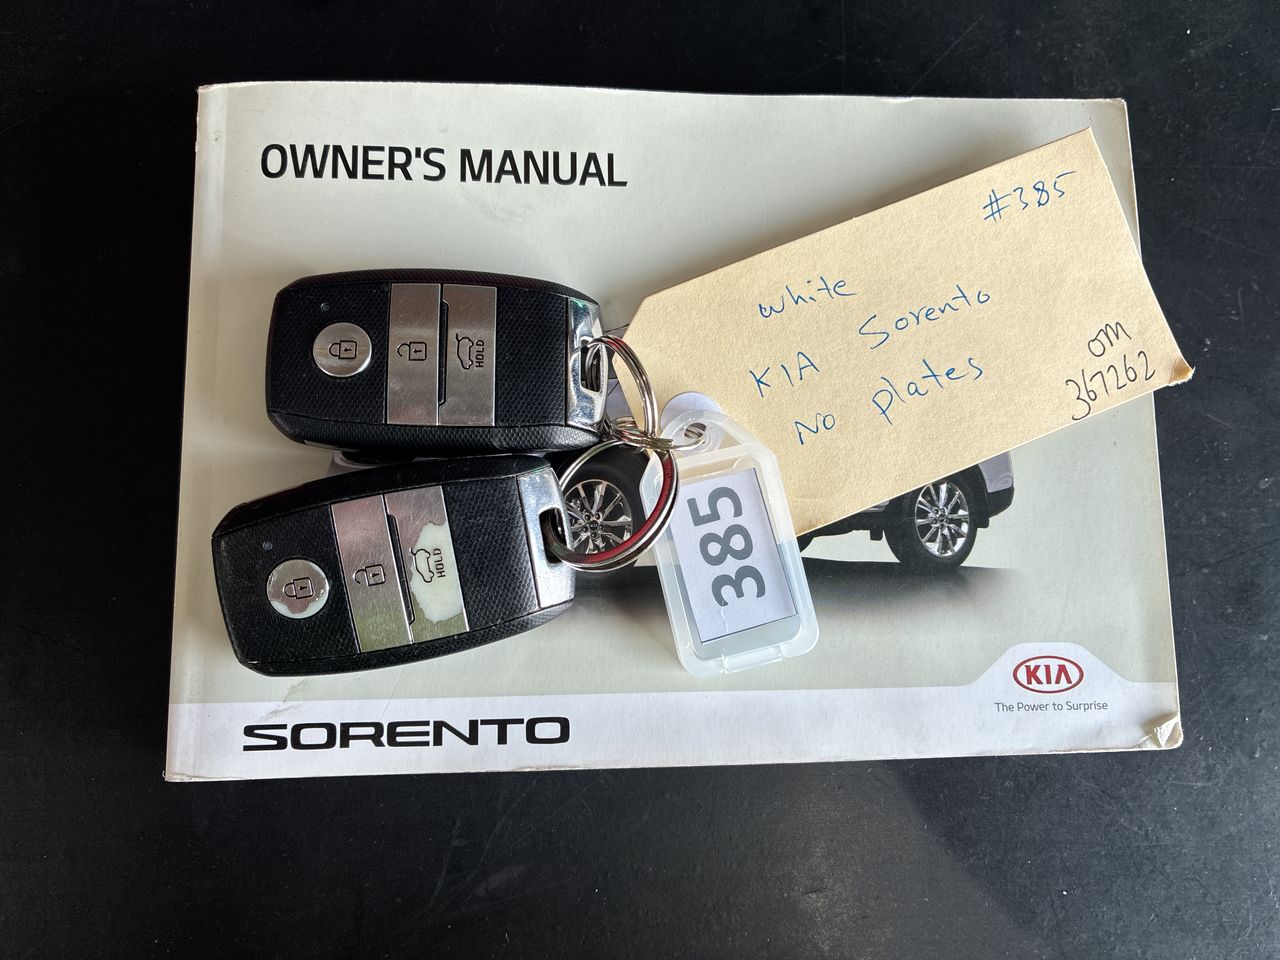 OWNER'S MANUAL
#385
white
KIA Sorento
No plates
om
367262
HOLD
HOLD
385
KIA
The Power to Surprise
SORENTO